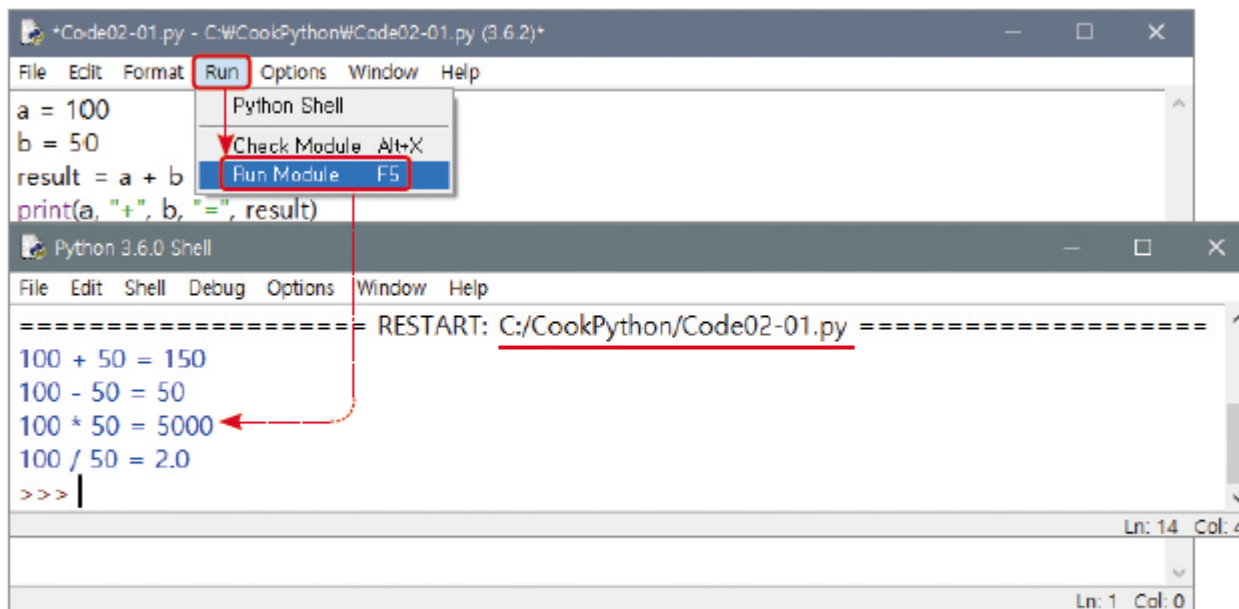 *Code02-01.py - C:₩CookPython₩Code02-01.py (3.6.2)*
File Edit Format Run Options Window Help
a = 100
b = 50
result = a + b
print(a, "+", b, "=", result)
Python Shell
Check Module Alt+X
Run Module F5
Python 3.6.0 Shell
File Edit Shell Debug Options Window Help
==================== RESTART: C:/CookPython/Code02-01.py ====================
100 + 50 = 150
100 - 50 = 50
100 * 50 = 5000
100 / 50 = 2.0
>>>
Ln: 14 Col: 4
Ln: 1 Col: 0